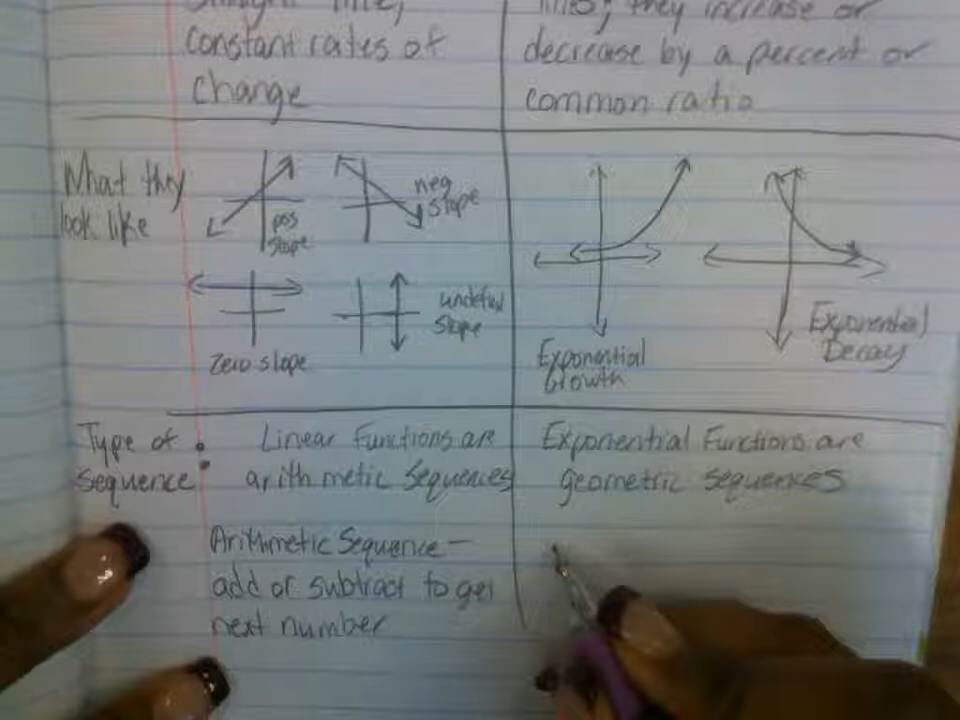 Straight line,
constant rates of
change
lines; they increase or
decrease by a percent or
common ratio
What they
look like
pos
slope
neg
slope
zero slope
undefined
slope
Exponential
Growth
Exponential
Decay
Type of
Sequence:
Linear Functions are
arithmetic Sequences
Arithmetic Sequence —
add or subtract to get
next number
Exponential Functions are
geometric sequences